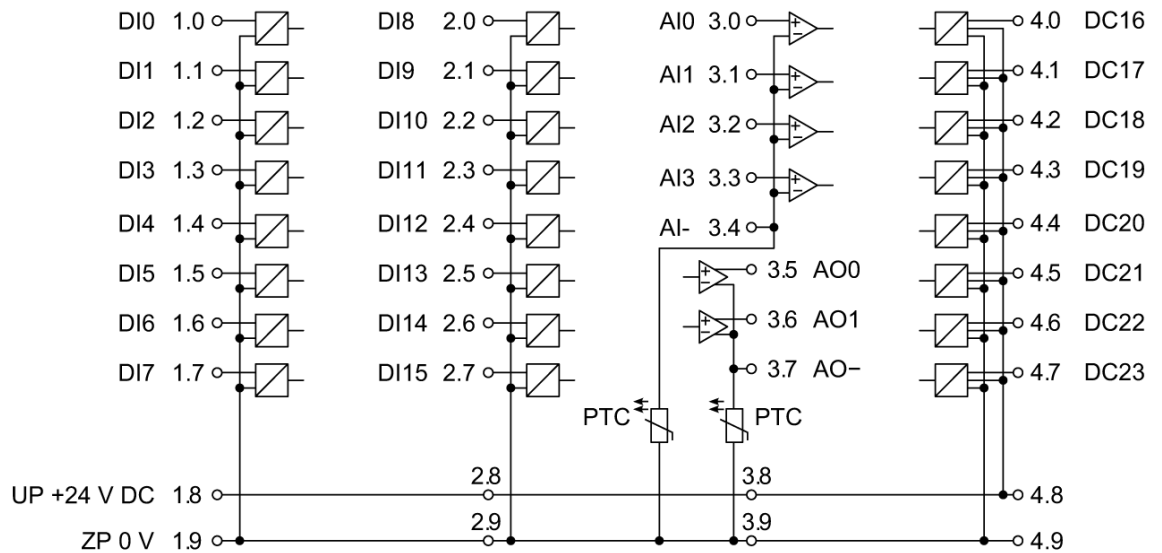 DI0 1.0 DI8 2.0 AI0 3.0 4.0 DC16
+
−
DI1 1.1 DI9 2.1 AI1 3.1 4.1 DC17
+
−
DI2 1.2 DI10 2.2 AI2 3.2 4.2 DC18
+
−
DI3 1.3 DI11 2.3 AI3 3.3 4.3 DC19
+
−
DI4 1.4 DI12 2.4 AI- 3.4 4.4 DC20
DI5 1.5 DI13 2.5 3.5 AO0 4.5 DC21
+
−
DI6 1.6 DI14 2.6 3.6 AO1 4.6 DC22
+
−
DI7 1.7 DI15 2.7 3.7 AO− 4.7 DC23
PTC PTC
2.8 3.8
UP +24 V DC 1.8 4.8
2.9 3.9
ZP 0 V 1.9 4.9